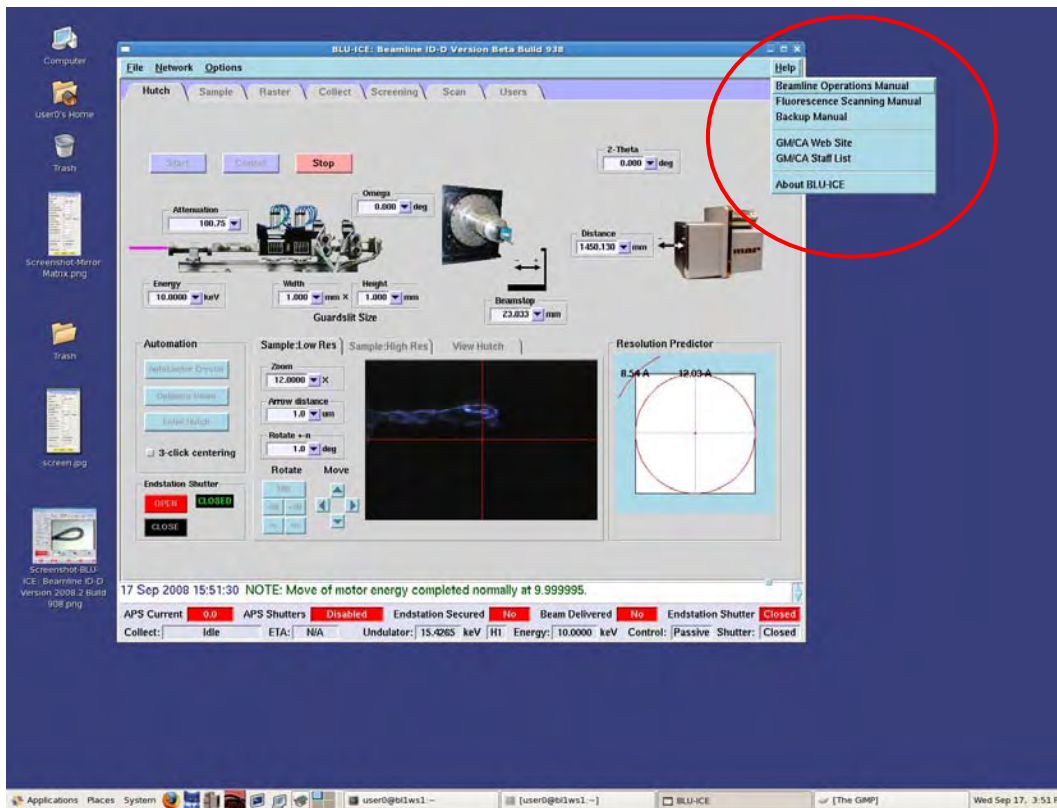 Computer
user0's Home
Trash
Screenshot-Mirror
Matrix.png
Trash
screen.jpg
Screenshot-BLU-
ICE: Beamline ID-D
Version 2008.2 Build
908.png
BLU-ICE: Beamline ID-D Version Beta Build 938
File Network Options Help
Beamline Operations Manual
Fluorescence Scanning Manual
Backup Manual
GM/CA Web Site
GM/CA Staff List
About BLU-ICE
Hutch Sample Raster Collect Screening Scan Users
Start Cancel Stop
2-Theta
0.000 deg
Omega
0.000 deg
Attenuation
100.75
Distance
1450.130 mm
mar
Energy
10.0000 keV
Width
1.000 mm X
Height
1.000 mm
Guardslit Size
Beamstop
23.033 mm
Automation
Optimize Beam
Enter Hutch
3-click centering
Endstation Shutter
OPEN CLOSED
CLOSE
Sample:Low Res Sample:High Res View Hutch
Zoom
12.0000 X
Arrow distance
1.0 um
Rotate +-n
1.0 deg
Rotate Move
Resolution Predictor
8.54 A 12.03 A
17 Sep 2008 15:51:30 NOTE: Move of motor energy completed normally at 9.999995.
APS Current 0.0 APS Shutters Disabled Endstation Secured No Beam Delivered No Endstation Shutter Closed
Collect: Idle ETA: N/A Undulator: 15.4265 keV H1 Energy: 10.0000 keV Control: Passive Shutter: Closed
Applications Places System user0@bl1ws1:~ [user0@bl1ws1:~] BLU-ICE [The GIMP] Wed Sep 17, 3:53